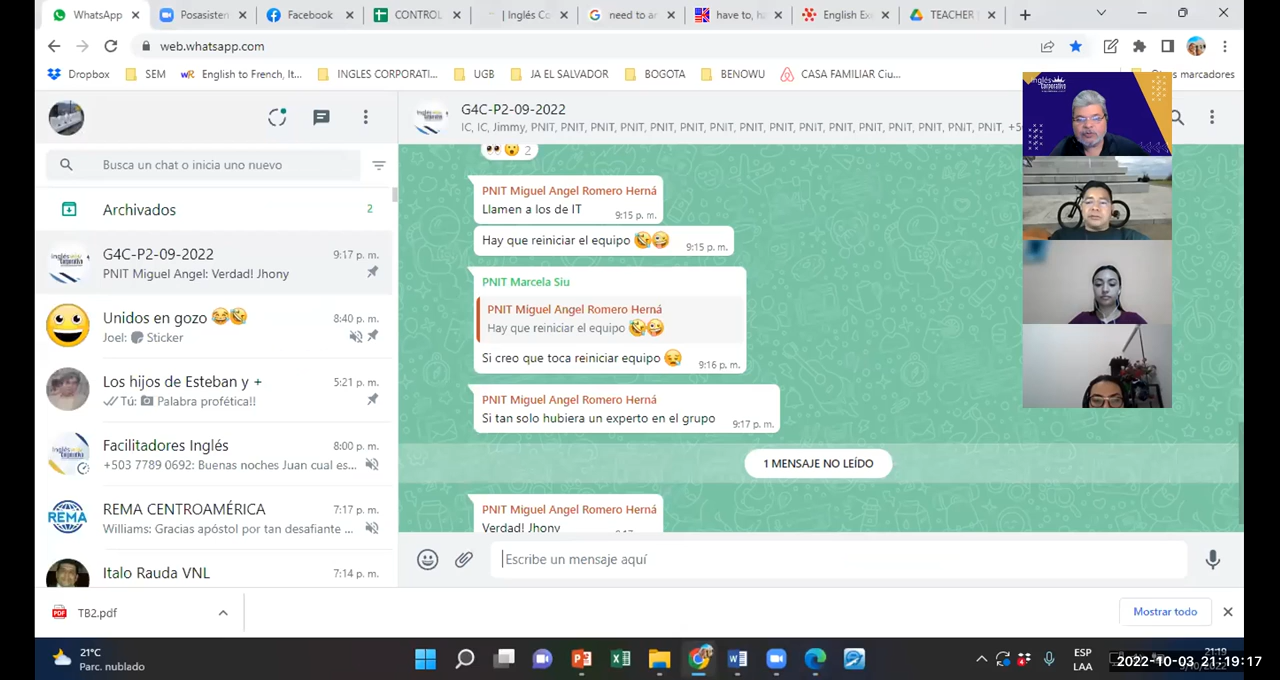 WhatsApp
Posasisten
Facebook
CONTROL
| Inglés Co
need to an
have to, ha
English Exe
TEACHER
web.whatsapp.com
Dropbox
SEM
English to French, It...
INGLES CORPORATI...
UGB
JA EL SALVADOR
BOGOTA
BENOWU
CASA FAMILIAR Ciu...
marcadores
G4C-P2-09-2022
IC, IC, Jimmy, PNIT, PNIT, PNIT, PNIT, PNIT, PNIT, PNIT, PNIT, PNIT, PNIT, PNIT, PNIT, PNIT, PNIT, PNIT, +5
Busca un chat o inicia uno nuevo
Archivados
2
G4C-P2-09-2022
9:17 p. m.
PNIT Miguel Angel: Verdad! Jhony
Unidos en gozo 😂🤣
8:40 p. m.
Joel: Sticker
Los hijos de Esteban y +
5:21 p. m.
Tú: Palabra profética!!
Facilitadores Inglés
8:00 p. m.
+503 7789 0692: Buenas noches Juan cual es...
REMA CENTROAMÉRICA
7:17 p. m.
Williams: Gracias apóstol por tan desafiante ...
Italo Rauda VNL
7:14 p. m.
👀😮 2
PNIT Miguel Angel Romero Herná
Llamen a los de IT
9:15 p. m.
Hay que reiniciar el equipo 🤣🤪
9:15 p. m.
PNIT Marcela Siu
PNIT Miguel Angel Romero Herná
Hay que reiniciar el equipo 🤣🤪
Si creo que toca reiniciar equipo 😪
9:16 p. m.
PNIT Miguel Angel Romero Herná
Si tan solo hubiera un experto en el grupo
9:17 p. m.
1 MENSAJE NO LEÍDO
PNIT Miguel Angel Romero Herná
Verdad! Jhony
Escribe un mensaje aquí
TB2.pdf
Mostrar todo
21°C
Parc. nublado
ESP
LAA
21:19
2022-10-03, 21:19:17